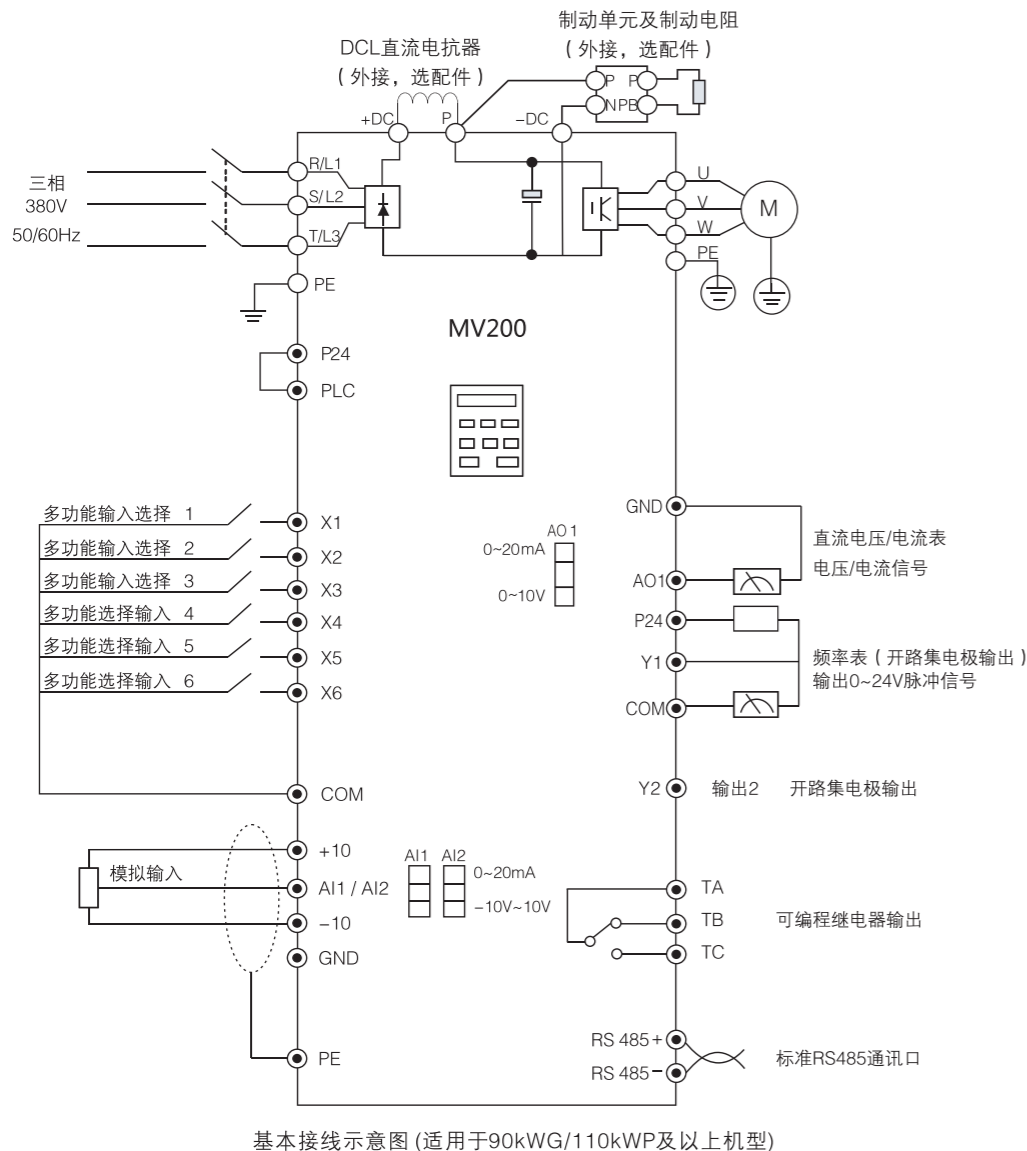 制动单元及制动电阻
（外接，选配件）
DCL直流电抗器
（外接，选配件）
P P
N PB
+DC P -DC
三相
380V
50/60Hz
R/L1
S/L2
T/L3
PE
U
V
W
PE
M
MV200
P24
PLC
多功能输入选择 1
多功能输入选择 2
多功能输入选择 3
多功能选择输入 4
多功能选择输入 5
多功能选择输入 6
X1
X2
X3
X4
X5
X6
COM
AO1
0~20mA
0~10V
GND
AO1
直流电压/电流表
电压/电流信号
P24
Y1
COM
频率表（开路集电极输出）
输出0~24V脉冲信号
Y2 输出2 开路集电极输出
模拟输入
+10
AI1 / AI2
-10
GND
PE
AI1 AI2
0~20mA
-10V~10V
TA
TB
TC
可编程继电器输出
RS 485+
RS 485-
标准RS485通讯口
基本接线示意图 (适用于90kWG/110kWP及以上机型)